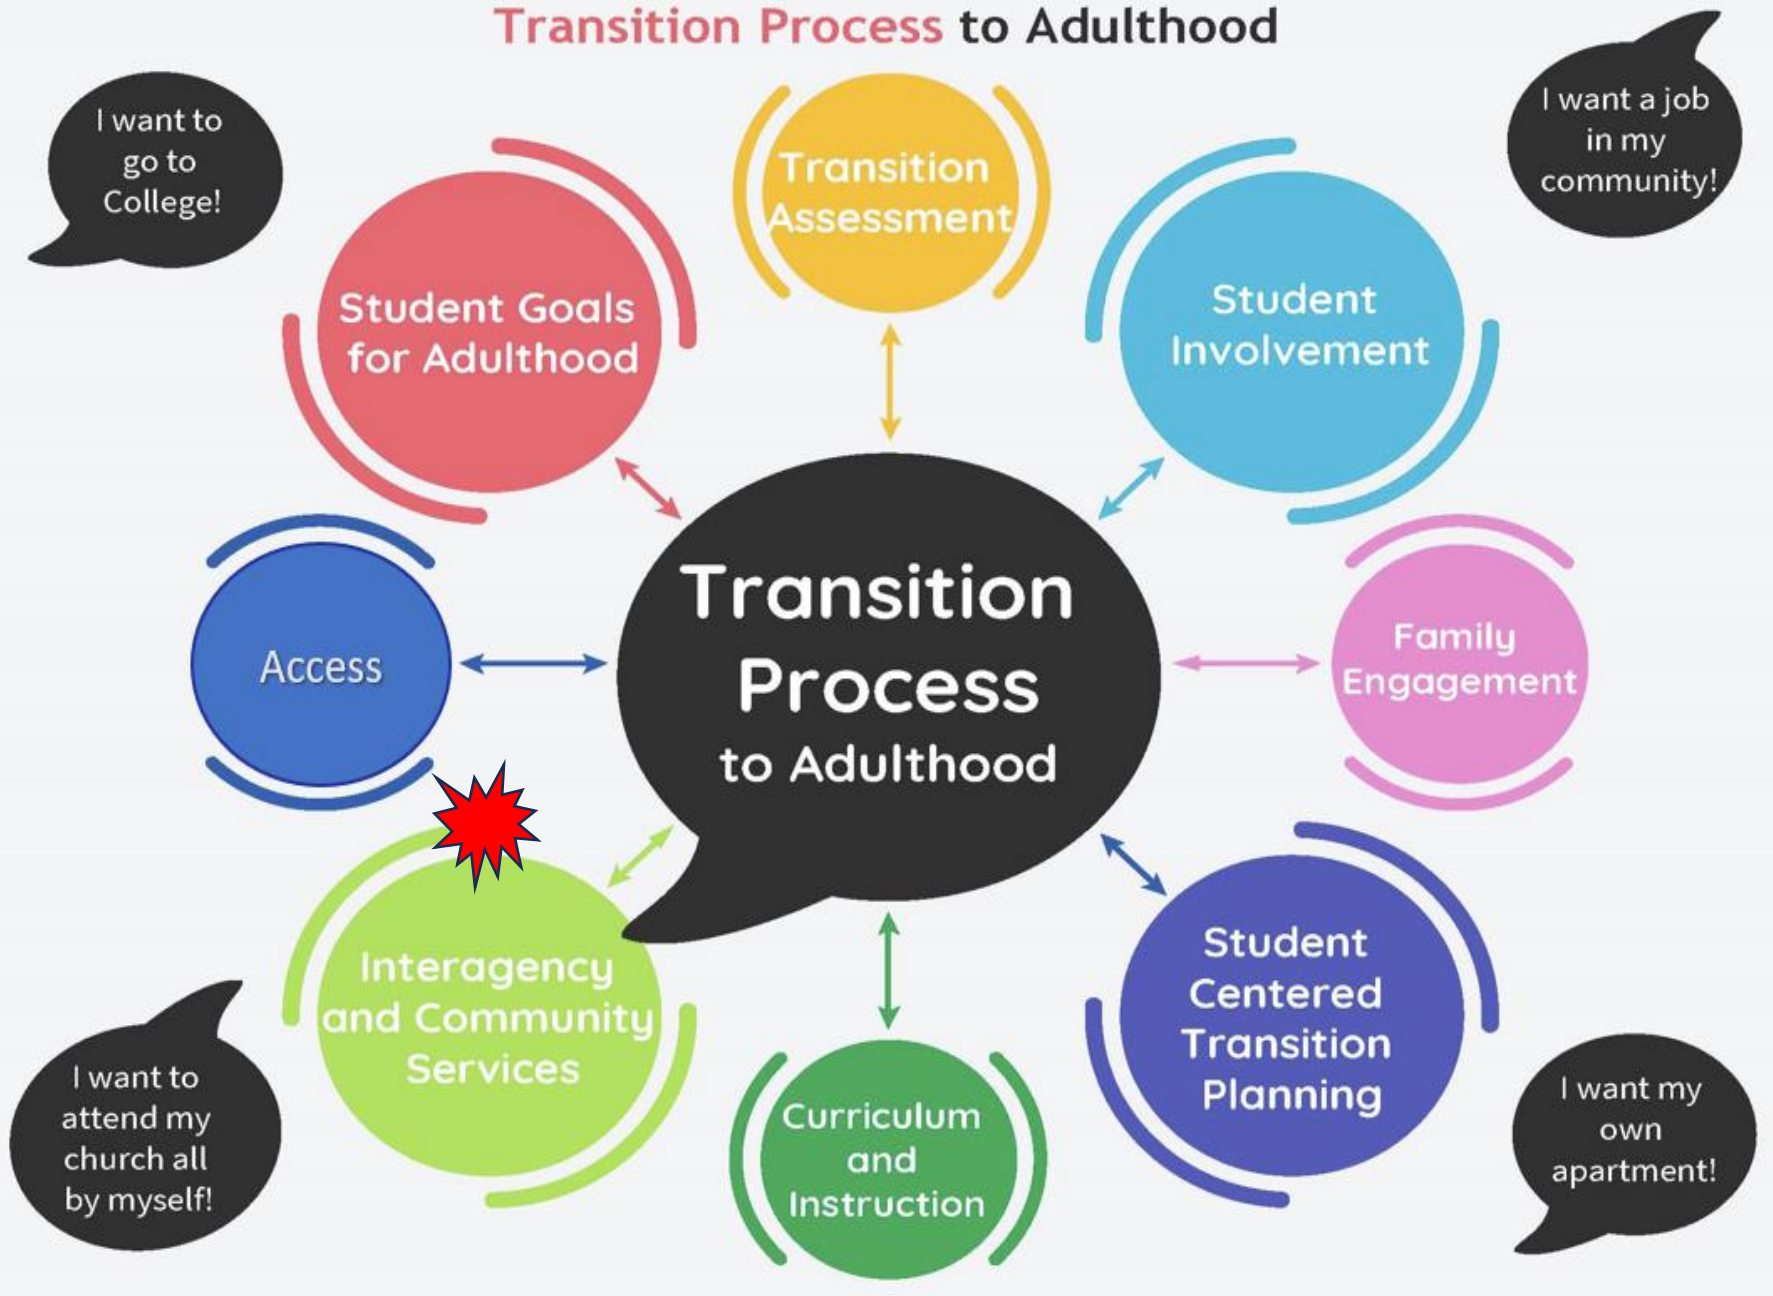 Transition Process to Adulthood
I want to
go to
College!
I want a job
in my
community!
Transition
Assessment
Student Goals
for Adulthood
Student
Involvement
Access
Transition
Process
to Adulthood
Family
Engagement
Interagency
and Community
Services
Student
Centered
Transition
Planning
Curriculum
and
Instruction
I want to
attend my
church all
by myself!
I want my
own
apartment!